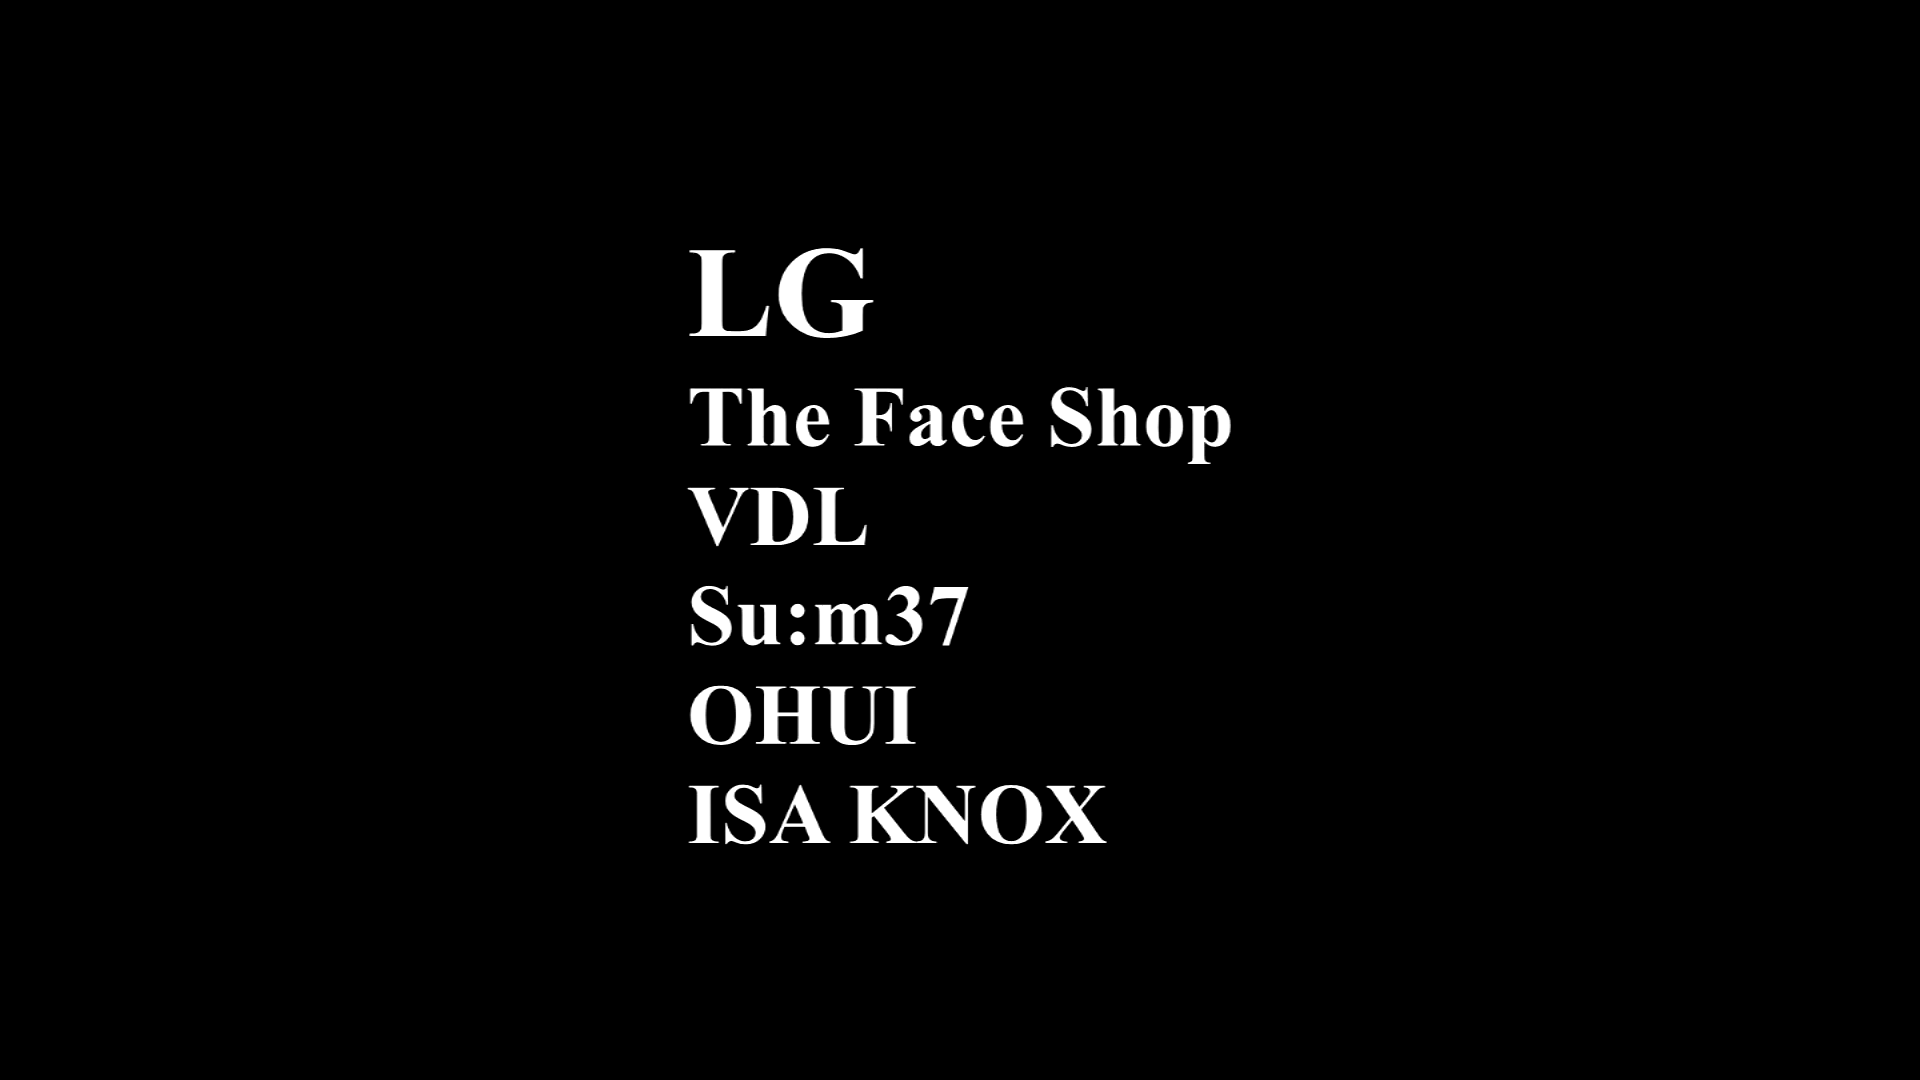 LG
The Face Shop
VDL
Su:m37
OHUI
ISA KNOX